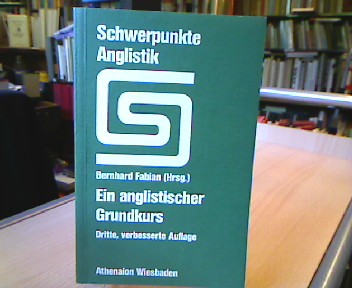 Schwerpunkte
Anglistik
Bernhard Fabian (Hrsg.)
Ein anglistischer
Grundkurs
Dritte, verbesserte Auflage
Athenaion Wiesbaden